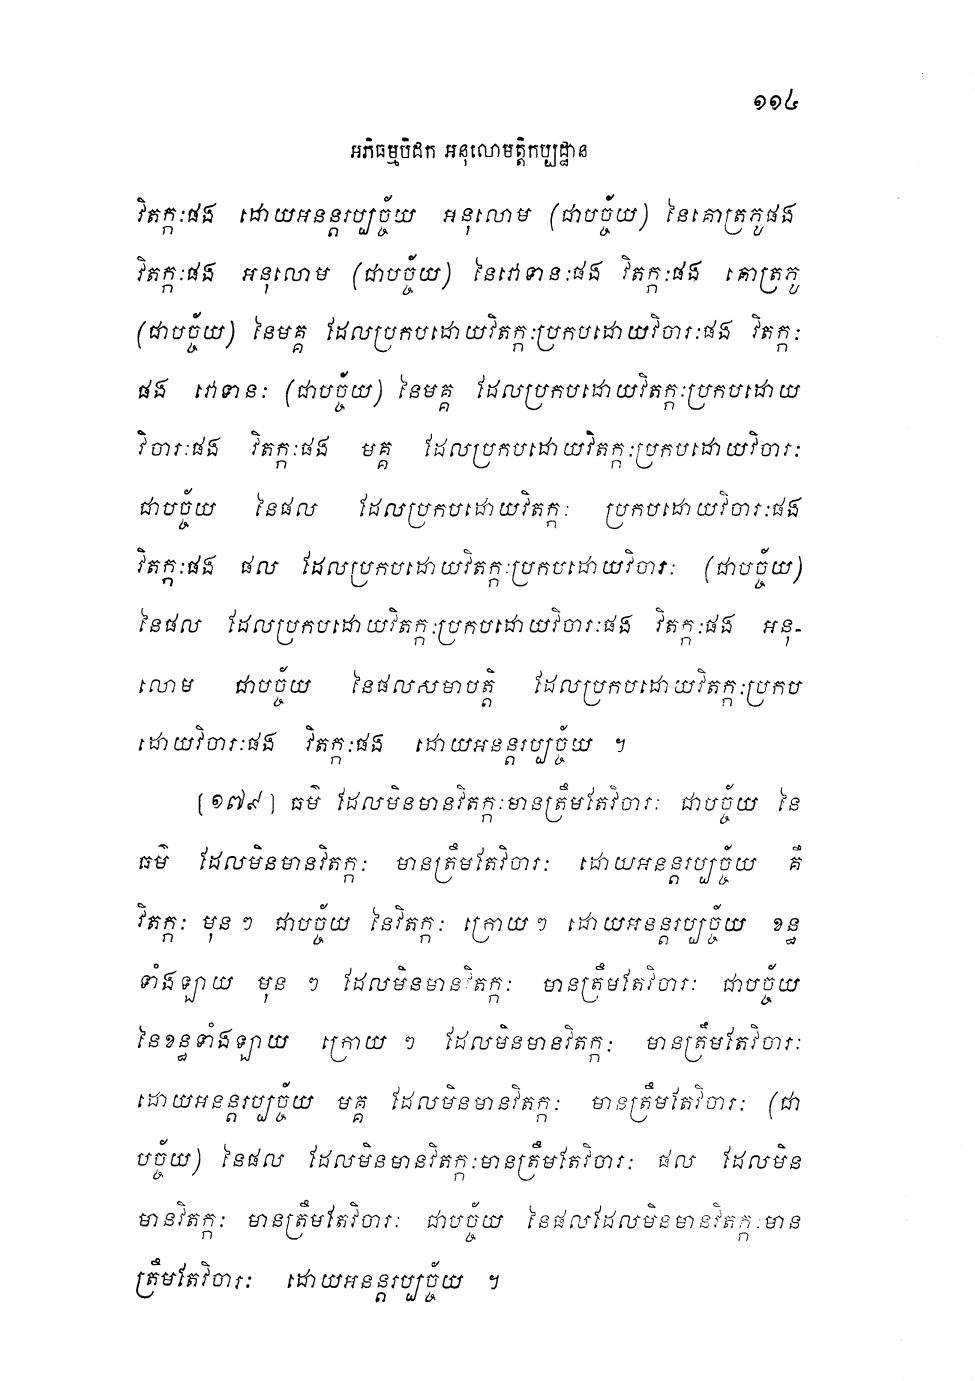 ១១៤
អភិធម្មបិដក អនុលោមត្តិកប្បដ្ឋាន
វិតក្កៈផង ដោយអនន្តរប្បច្ច័យ អនុលោម (ជាបច្ច័យ) នៃគោត្រភូផង
វិតក្កៈផង អនុលោម (ជាបច្ច័យ) នៃវោទានៈផង វិតក្កៈផង គោត្រភូ
(ជាបច្ច័យ) នៃមគ្គ ដែលប្រកបដោយវិតក្កៈប្រកបដោយវិចារៈផង វិតក្កៈ
ផង វោទានៈ (ជាបច្ច័យ) នៃមគ្គ ដែលប្រកបដោយវិតក្កៈប្រកបដោយ
វិចារៈផង វិតក្កៈផង មគ្គ ដែលប្រកបដោយវិតក្កៈប្រកបដោយវិចារៈ
ជាបច្ច័យ នៃផល ដែលប្រកបដោយវិតក្កៈ ប្រកបដោយវិចារៈផង
វិតក្កៈផង ផល ដែលប្រកបដោយវិតក្កៈប្រកបដោយវិចារៈ (ជាបច្ច័យ)
នៃផល ដែលប្រកបដោយវិតក្កៈប្រកបដោយវិចារៈផង វិតក្កៈផង អនុ-
លោម ជាបច្ច័យ នៃផលសមាបត្តិ ដែលប្រកបដោយវិតក្កៈប្រកប
ដោយវិចារៈផង វិតក្កៈផង ដោយអនន្តរប្បច្ច័យ ។
[១៧៩] ធម៌ ដែលមិនមានវិតក្កៈមានត្រឹមតែវិចារៈ ជាបច្ច័យ នៃ
ធម៌ ដែលមិនមានវិតក្កៈ មានត្រឹមតែវិចារៈ ដោយអនន្តរប្បច្ច័យ គឺ
វិតក្កៈ មុន ៗ ជាបច្ច័យ នៃវិតក្កៈ ក្រោយ ៗ ដោយអនន្តរប្បច្ច័យ ខន្ធ
ទាំងឡាយ មុន ៗ ដែលមិនមានវិតក្កៈ មានត្រឹមតែវិចារៈ ជាបច្ច័យ
នៃខន្ធទាំងឡាយ ក្រោយ ៗ ដែលមិនមានវិតក្កៈ មានត្រឹមតែវិចារៈ
ដោយអនន្តរប្បច្ច័យ មគ្គ ដែលមិនមានវិតក្កៈ មានត្រឹមតែវិចារៈ (ជា
បច្ច័យ) នៃផល ដែលមិនមានវិតក្កៈមានត្រឹមតែវិចារៈ ផល ដែលមិន
មានវិតក្កៈ មានត្រឹមតែវិចារៈ ជាបច្ច័យ នៃផលដែលមិនមានវិតក្កៈមាន
ត្រឹមតែវិចារៈ ដោយអនន្តរប្បច្ច័យ ។